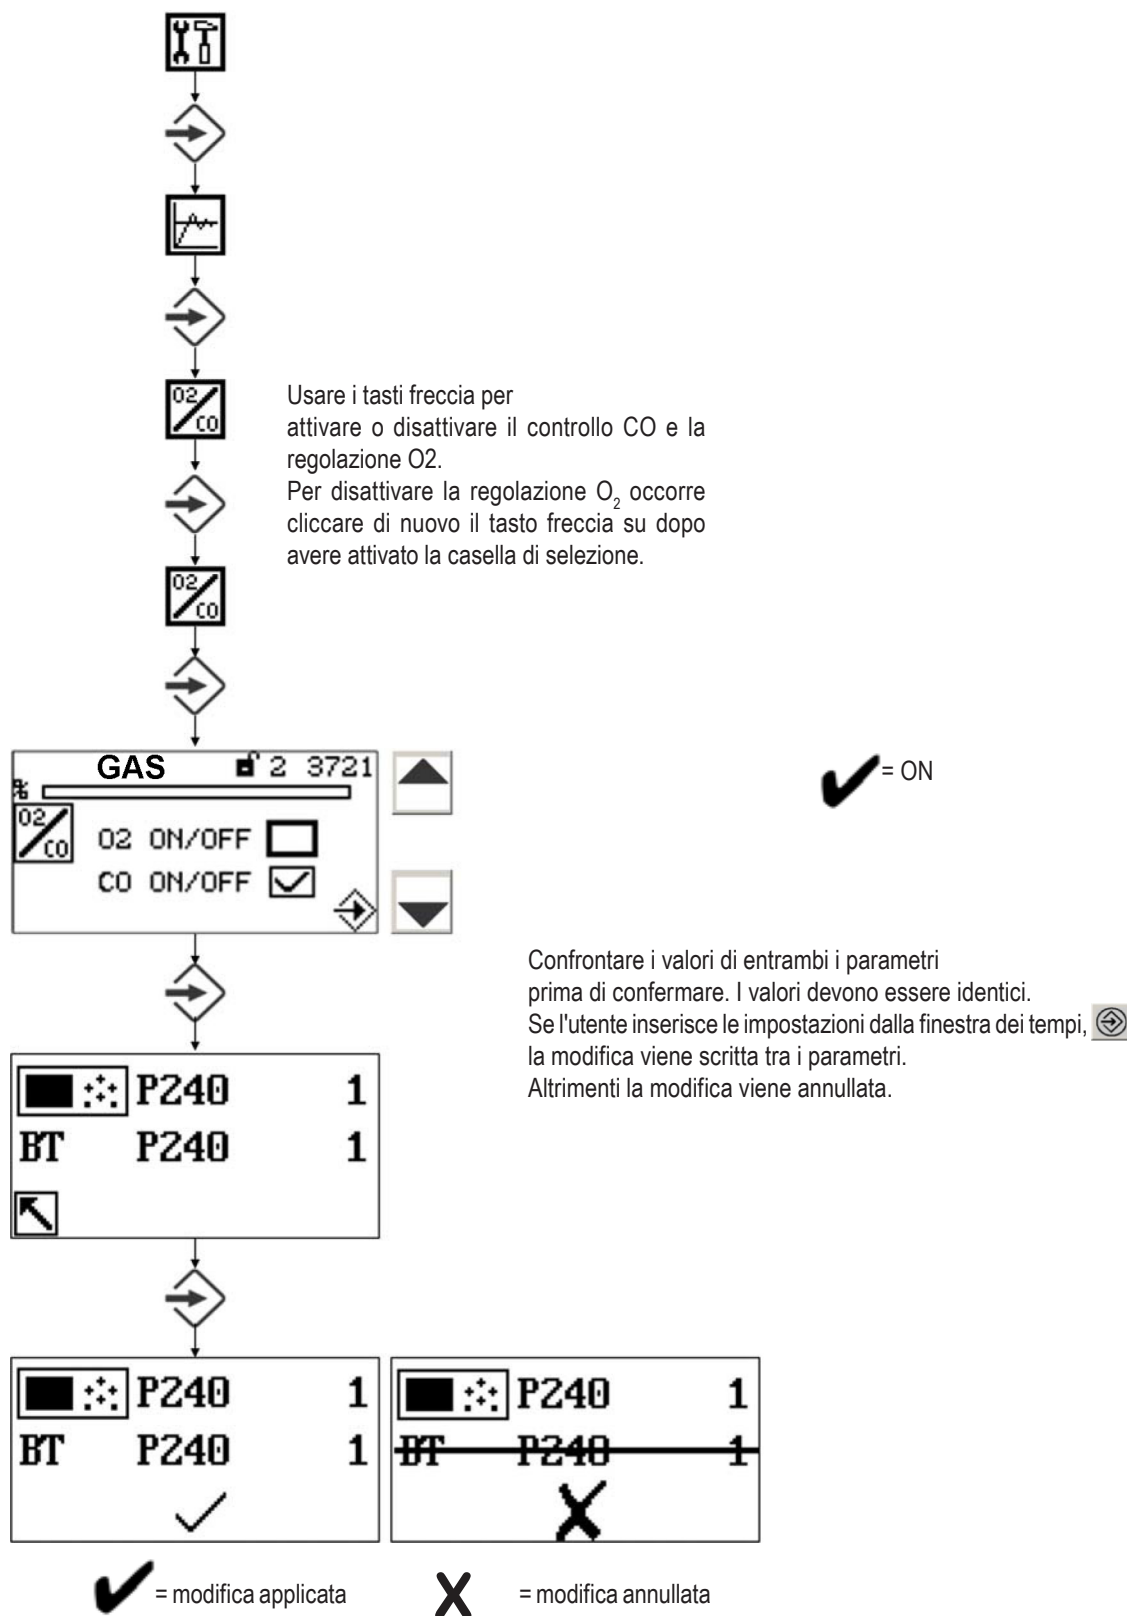 O2
CO
Usare i tasti freccia per
attivare o disattivare il controllo CO e la
regolazione O2.
Per disattivare la regolazione O2 occorre
cliccare di nuovo il tasto freccia su dopo
avere attivato la casella di selezione.
O2
CO
GAS 2 3721
%
O2
CO
O2 ON/OFF
CO ON/OFF
= ON
Confrontare i valori di entrambi i parametri
prima di confermare. I valori devono essere identici.
Se l'utente inserisce le impostazioni dalla finestra dei tempi,
la modifica viene scritta tra i parametri.
Altrimenti la modifica viene annullata.
P240 1
BT P240 1
P240 1
BT P240 1
P240 1
BT P240 1
= modifica applicata
= modifica annullata